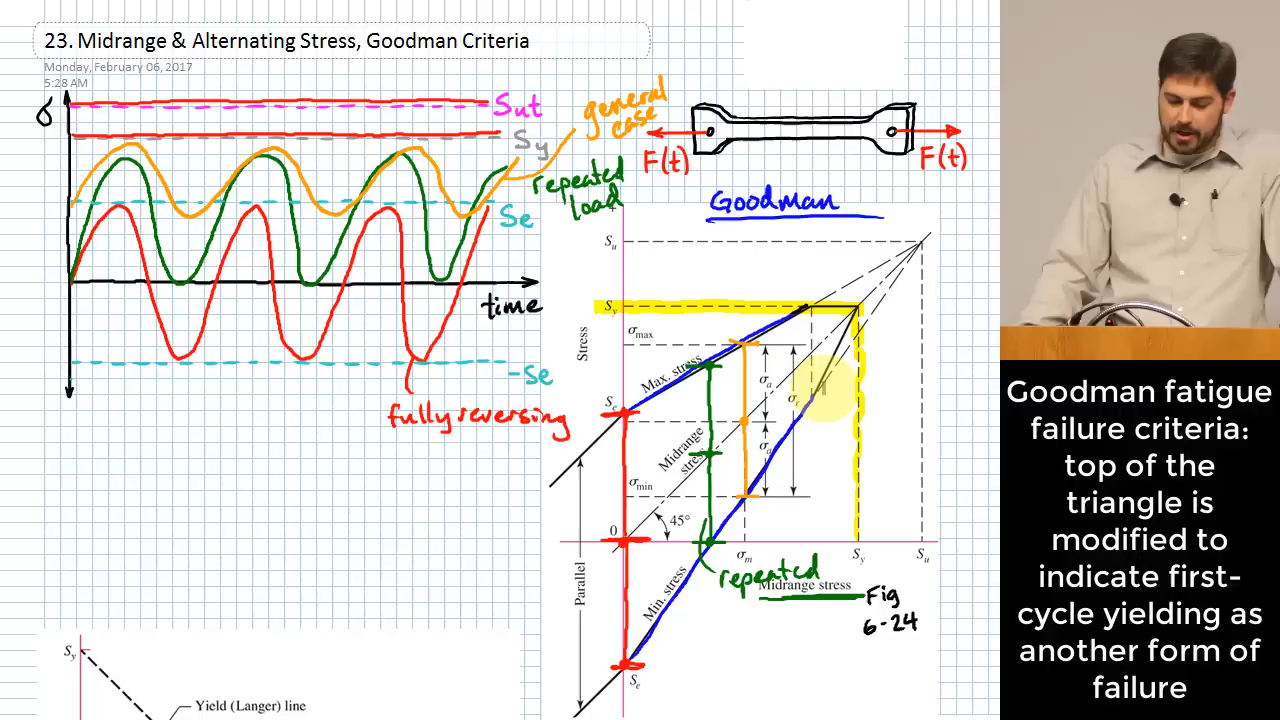 23. Midrange & Alternating Stress, Goodman Criteria
Monday, February 06, 2017
5:28 AM
σ
Sut
Sy
general
case
repeated
load
Se
time
-Se
fully reversing
F(t)
F(t)
Goodman
Su
Sy
Stress
σmax
Max. stress
Se
σa
σr
Midrange
stress
σa
σmin
45°
0
Parallel
σm
Sy
Su
repeated
Midrange stress
Min. stress
Fig
6-24
Se
Sy
Yield (Langer) line
Goodman fatigue
failure criteria:
top of the
triangle is
modified to
indicate first-
cycle yielding as
another form of
failure